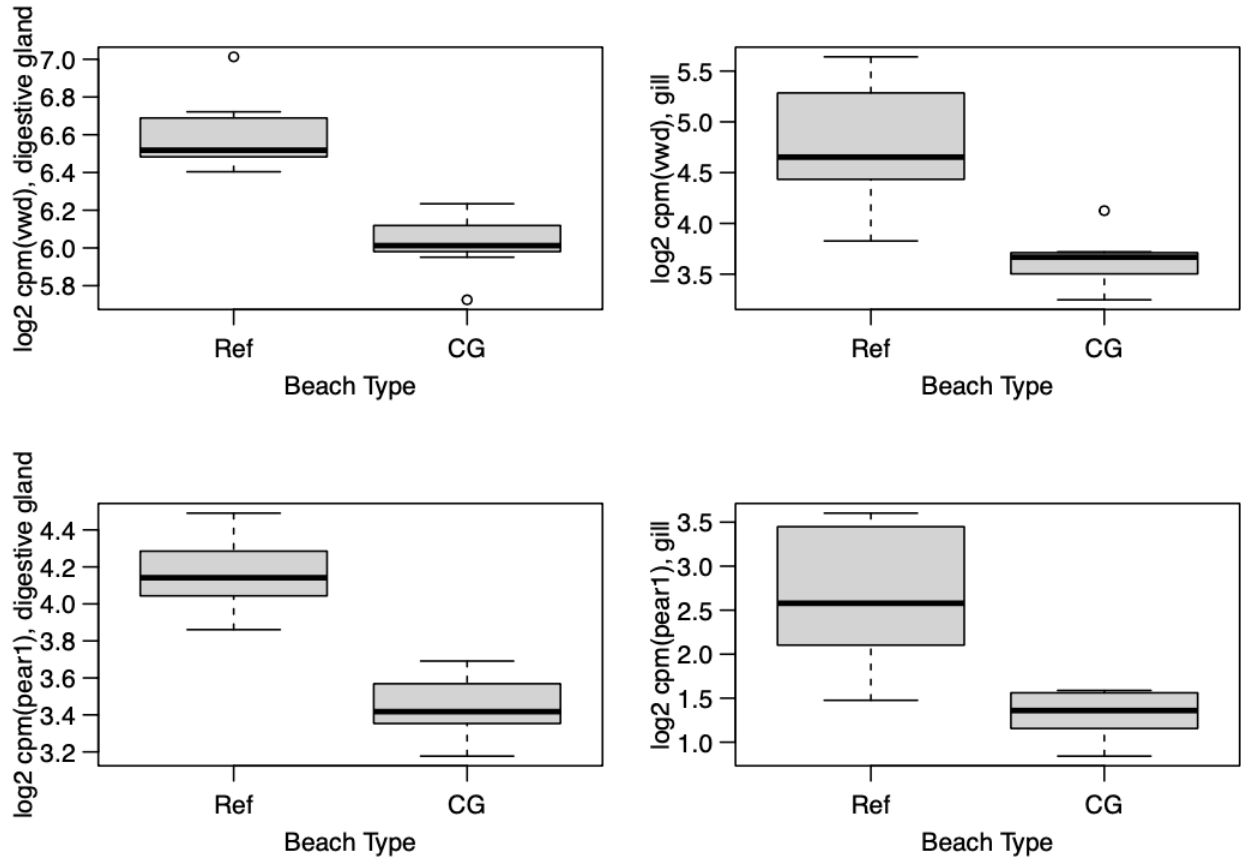 log2 cpm(vwd), digestive gland
7.0
6.8
6.6
6.4
6.2
6.0
5.8
Ref CG
Beach Type
log2 cpm(vwd), gill
5.5
5.0
4.5
4.0
3.5
Ref CG
Beach Type
log2 cpm(pear1), digestive gland
4.4
4.2
4.0
3.8
3.6
3.4
3.2
Ref CG
Beach Type
log2 cpm(pear1), gill
3.5
3.0
2.5
2.0
1.5
1.0
Ref CG
Beach Type